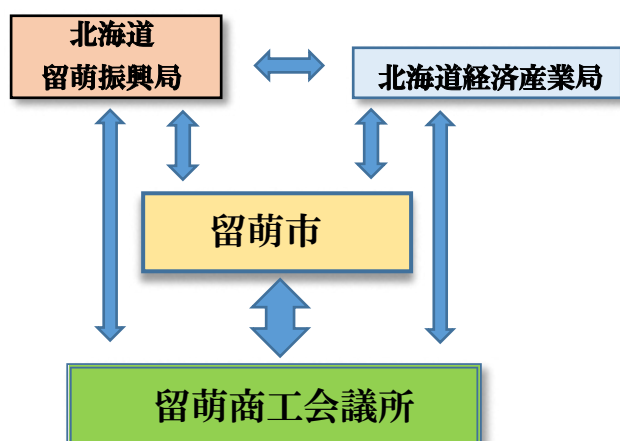 北海道
留萌振興局
北海道経済産業局
留萌市
留萌商工会議所